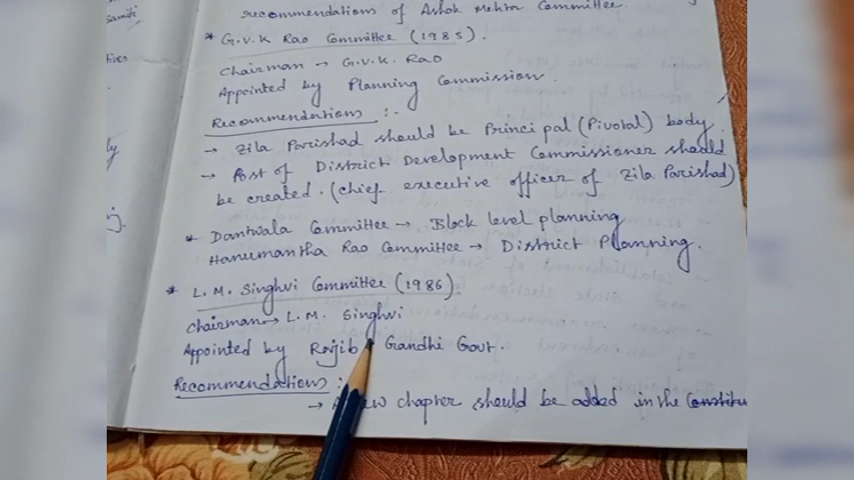 samiti
recommendations of Ashok Mehta Committee.
* G.V.K Rao Committee (1985).
Chairman → G.V.K. Rao
Appointed by Planning Commission.
Recommendations :-
→ Zila Parishad should be Principal (Pivotal) body.
→ Post of District Development Commissioner should
be created. (Chief executive officer of Zila Parishad)
* Dantwala Committee → Block level planning
Hanumantha Rao Committee → District Planning.
* L. M. Singhvi Committee (1986)
Chairman → L. M. Singhvi
Appointed by Rajib Gandhi Govt.
Recommendations :
→ chapter should be added in the